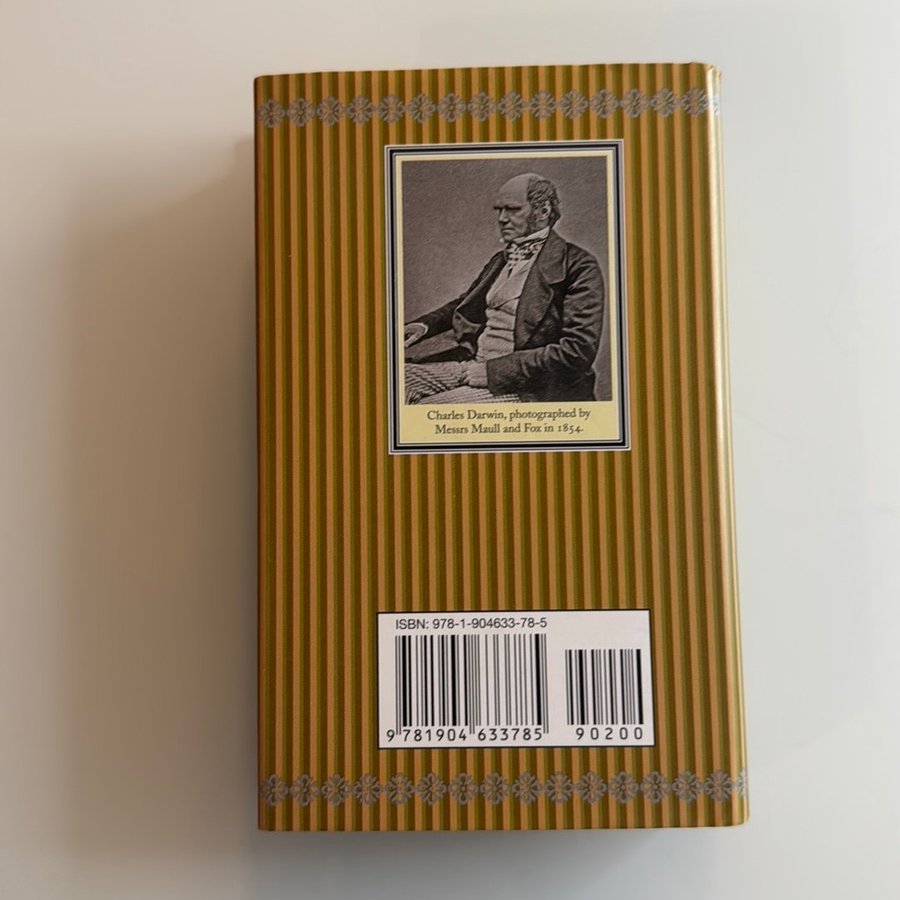 Charles Darwin, photographed by
Messrs Maull and Fox in 1854.
ISBN: 978-1-904633-78-5
9 781904 633785
90200